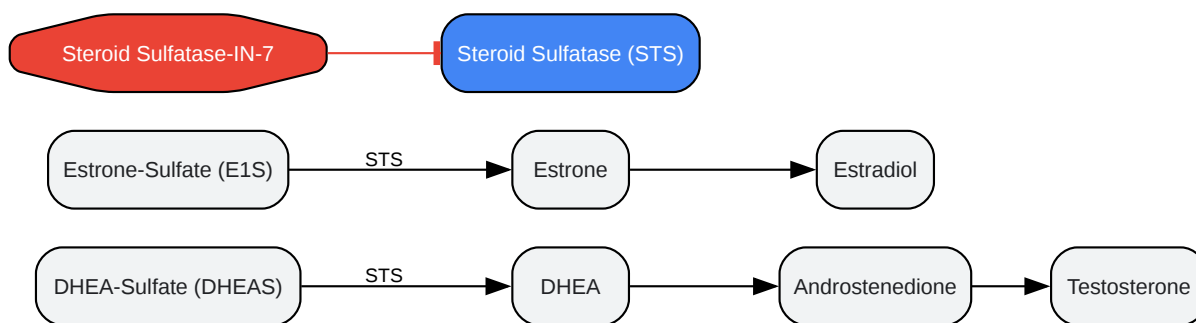 Steroid Sulfatase-IN-7
Steroid Sulfatase (STS)
Estrone-Sulfate (E1S)
STS
Estrone
Estradiol
DHEA-Sulfate (DHEAS)
STS
DHEA
Androstenedione
Testosterone